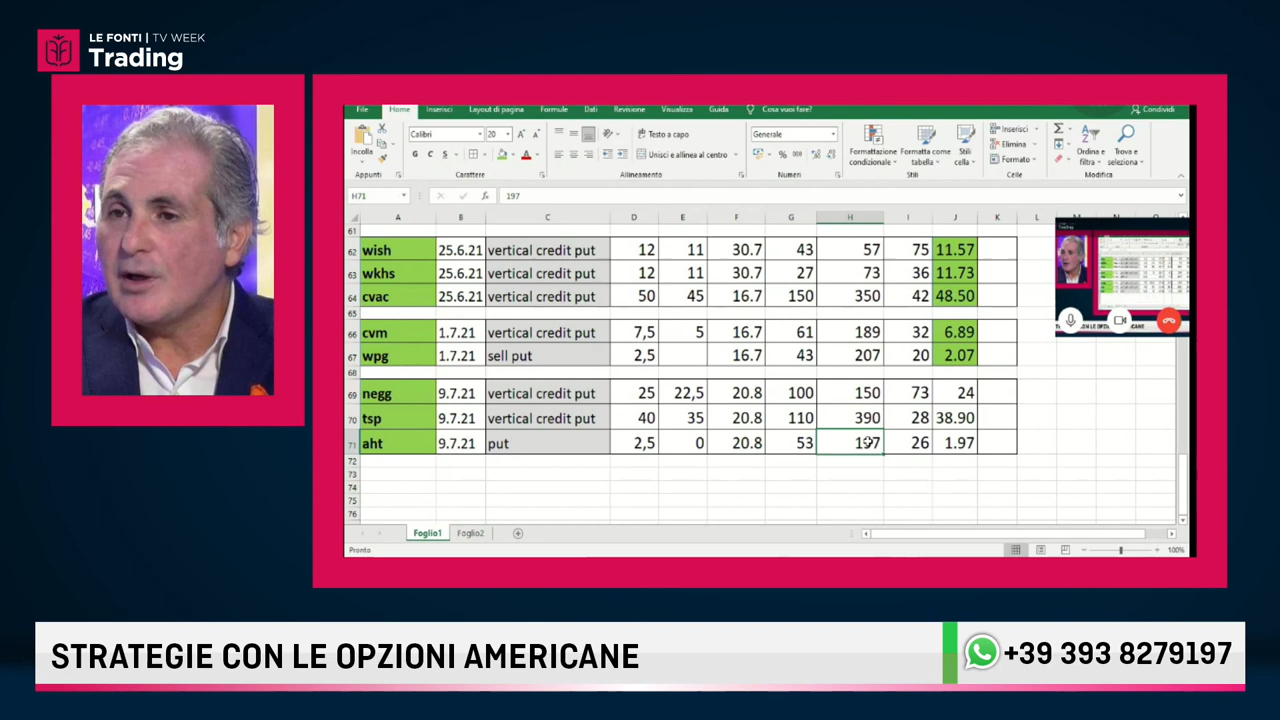 LE FONTI | TV WEEK
Trading
File Home Inserisci Layout di pagina Formule Dati Revisione Visualizza Guida Cosa vuoi fare? Condividi
Incolla
Calibri 20
G C S
Testo a capo
Unisci e allinea al centro
Generale
% 000
Formattazione condizionale
Formatta come tabella
Stili cella
Inserisci
Elimina
Formato
Ordina e filtra
Trova e seleziona
Appunti Carattere Allineamento Numeri Stili Celle Modifica
H71 fx 197
A B C D E F G H I J K L
61
62 wish 25.6.21 vertical credit put 12 11 30.7 43 57 75 11.57
63 wkhs 25.6.21 vertical credit put 12 11 30.7 27 73 36 11.73
64 cvac 25.6.21 vertical credit put 50 45 16.7 150 350 42 48.50
65
66 cvm 1.7.21 vertical credit put 7,5 5 16.7 61 189 32 6.89
67 wpg 1.7.21 sell put 2,5 16.7 43 207 20 2.07
68
69 negg 9.7.21 vertical credit put 25 22,5 20.8 100 150 73 24
70 tsp 9.7.21 vertical credit put 40 35 20.8 110 390 28 38.90
71 aht 9.7.21 put 2,5 0 20.8 53 197 26 1.97
72
73
74
75
76
Foglio1 Foglio2
Pronto 100%
STRATEGIE CON LE OPZIONI AMERICANE
+39 393 8279197